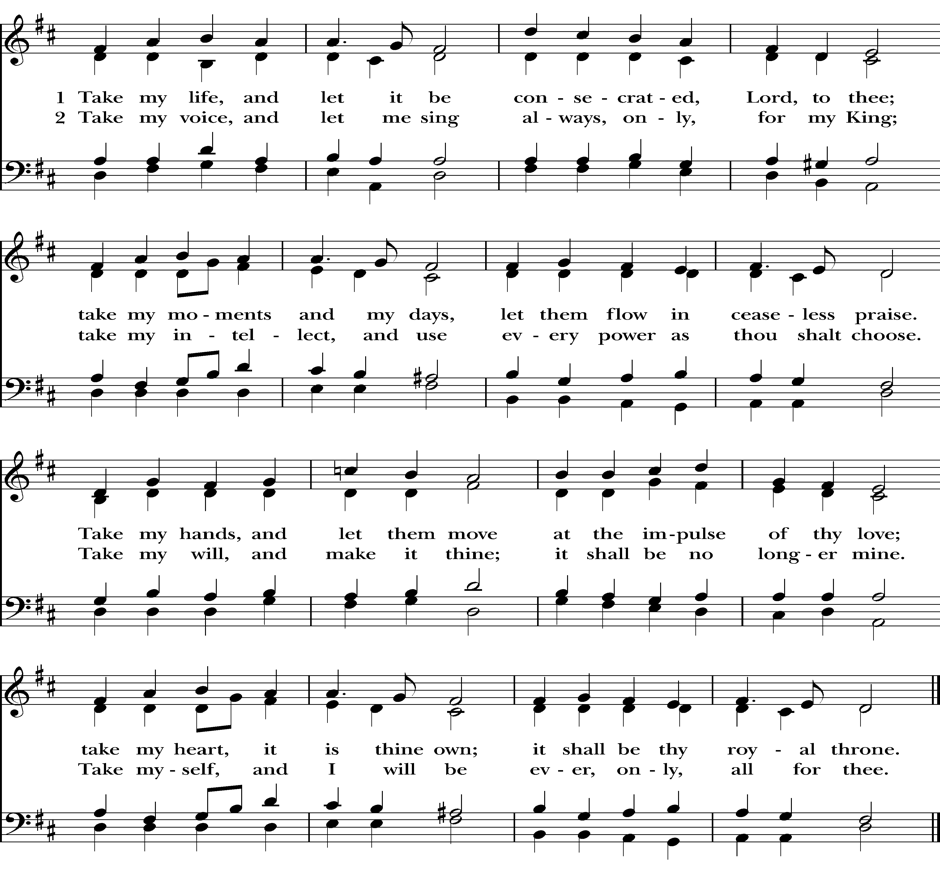 1 Take my life, and let it be con - se - crat - ed, Lord, to thee;
2 Take my voice, and let me sing al - ways, on - ly, for my King;
take my mo - ments and my days, let them flow in cease - less praise.
take my in - tel - lect, and use ev - ery power as thou shalt choose.
Take my hands, and let them move at the im - pulse of thy love;
Take my will, and make it thine; it shall be no long - er mine.
take my heart, it is thine own; it shall be thy roy - al throne.
Take my - self, and I will be ev - er, on - ly, all for thee.